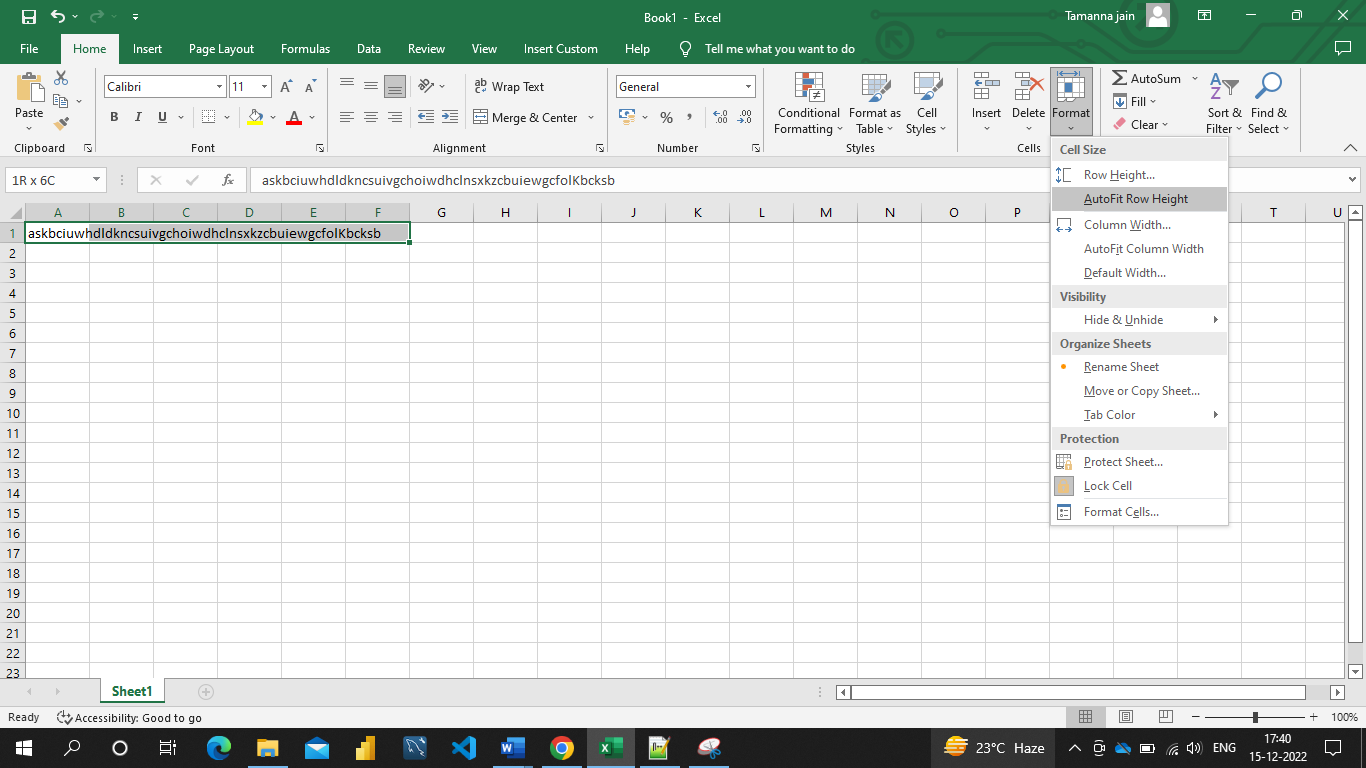 Book1 - Excel
Tamanna jain
File Home Insert Page Layout Formulas Data Review View Insert Custom Help Tell me what you want to do
Calibri 11 Wrap Text General AutoSum
Paste Conditional Formatting Format as Table Cell Styles Insert Delete Format Fill Sort & Filter Find & Select
B I U A Merge & Center % , Clear
Clipboard Font Alignment Number Styles Cells
1R x 6C fx askbciuwhdldkncsuivgchoiwdhclnsxkzcbuiewgcfolKbcksb
A B C D E F G H I J K L M N O P T U
1 askbciuwhdldkncsuivgchoiwdhclnsxkzcbuiewgcfolKbcksb
2
3
4
5
6
7
8
9
10
11
12
13
14
15
16
17
18
19
20
21
22
23
Cell Size
Row Height...
AutoFit Row Height
Column Width...
AutoFit Column Width
Default Width...
Visibility
Hide & Unhide
Organize Sheets
Rename Sheet
Move or Copy Sheet...
Tab Color
Protection
Protect Sheet...
Lock Cell
Format Cells...
Sheet1
Ready Accessibility: Good to go 100%
23°C Haze ENG 17:40
15-12-2022